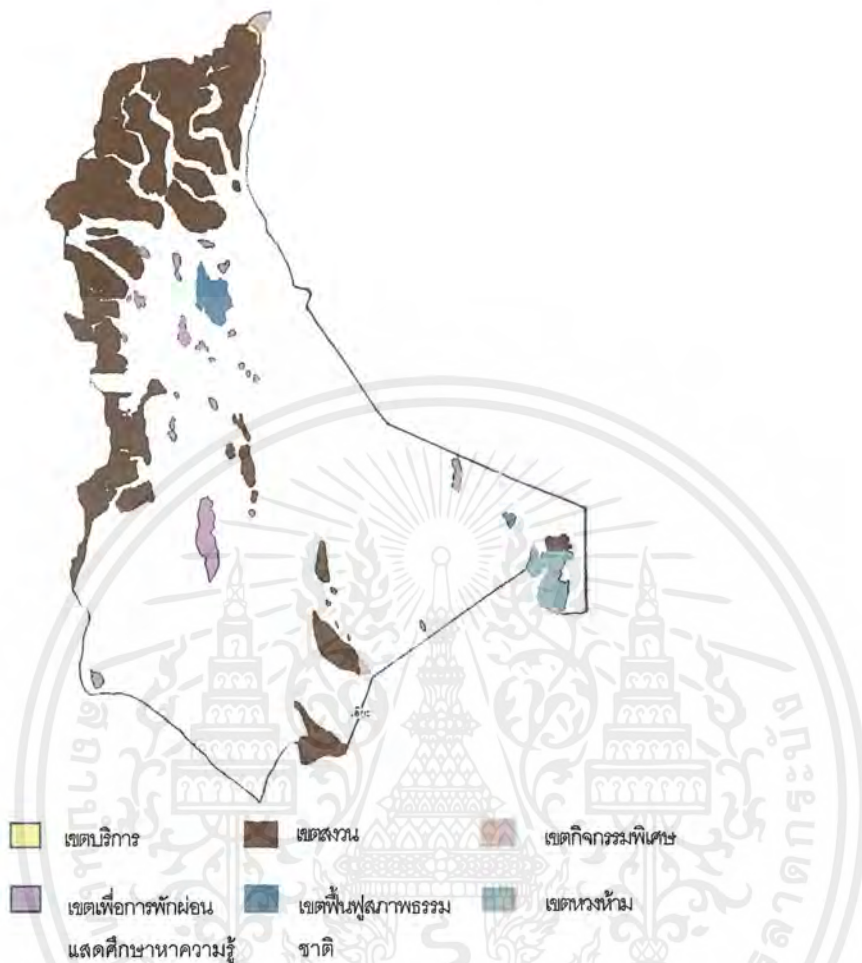 เขตบริการ
เขตสงวน
เขตกิจกรรมพิเศษ
เขตเพื่อการพักผ่อน
แลดศึกษาหาความรู้
เขตฟื้นฟูสภาพธรรม
ชาติ
เขตหวงห้าม